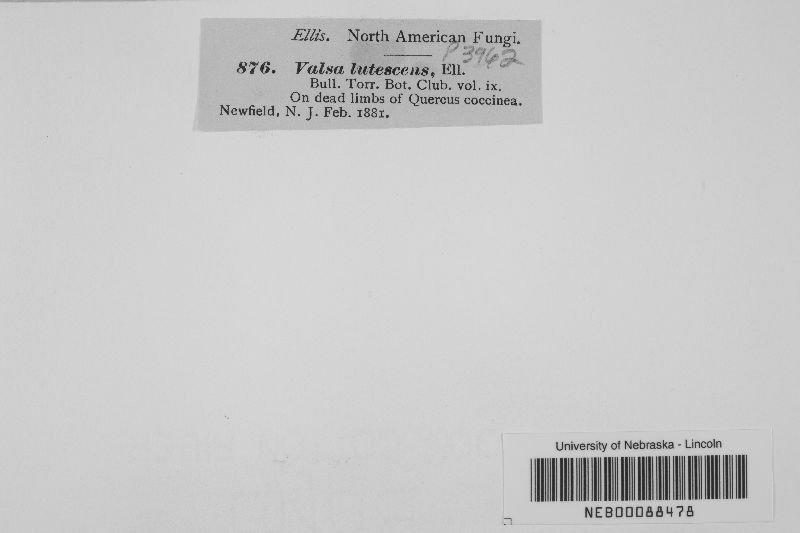 Ellis. North American Fungi.
P 3962
876. Valsa lutescens, Ell.
Bull. Torr. Bot. Club. vol. ix.
On dead limbs of Quercus coccinea.
Newfield, N. J. Feb. 1881.
University of Nebraska - Lincoln
NEB00088478